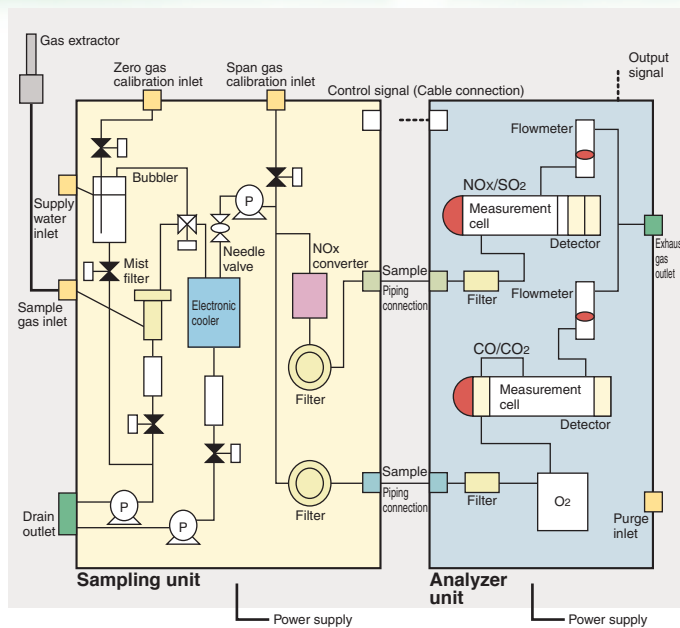 Gas extractor
Zero gas
calibration inlet
Span gas
calibration inlet
Output
signal
Control signal (Cable connection)
Flowmeter
Bubbler
NOx/SO2
P
Supply
water
inlet
Measurement
cell
Detector
Mist
filter
Needle
valve
NOx
converter
Sample
Piping
connection
Filter
Exhaust
gas
outlet
Sample
gas inlet
Electronic
cooler
Flowmeter
CO/CO2
Filter
Measurement
cell
Detector
Sample
Piping
connection
Filter
Filter
O2
Drain
outlet
P
P
Purge
inlet
Sampling unit
Analyzer
unit
Power supply
Power supply